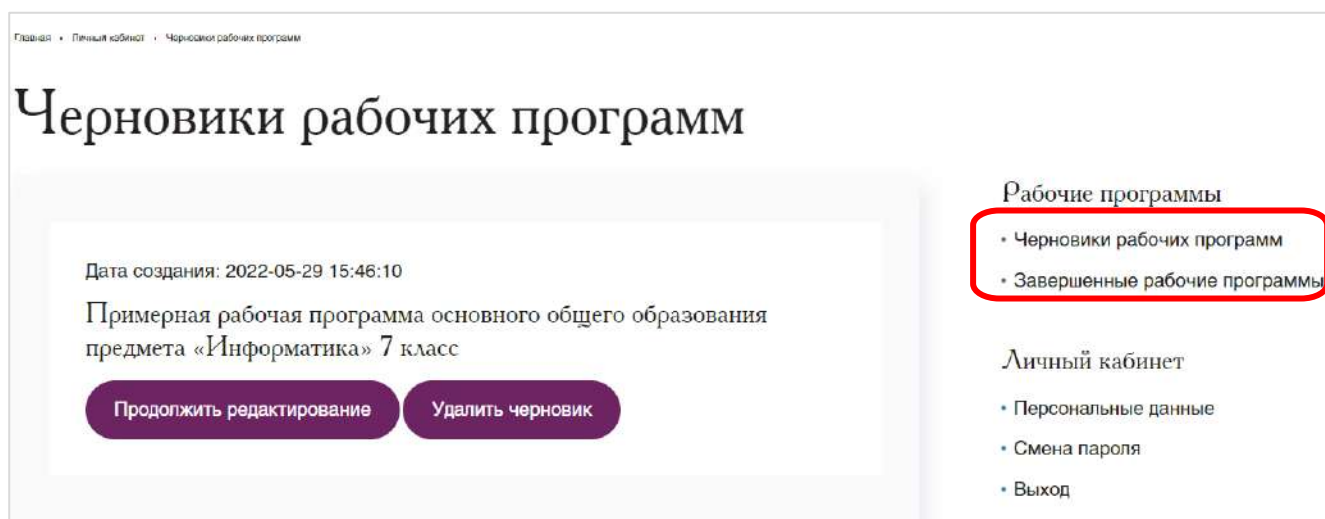 Главная • Личный кабинет • Черновики рабочих программ
Черновики рабочих программ
Дата создания: 2022-05-29 15:46:10
Примерная рабочая программа основного общего образования
предмета «Информатика» 7 класс
Продолжить редактирование
Удалить черновик
Рабочие программы
• Черновики рабочих программ
• Завершенные рабочие программы
Личный кабинет
• Персональные данные
• Смена пароля
• Выход